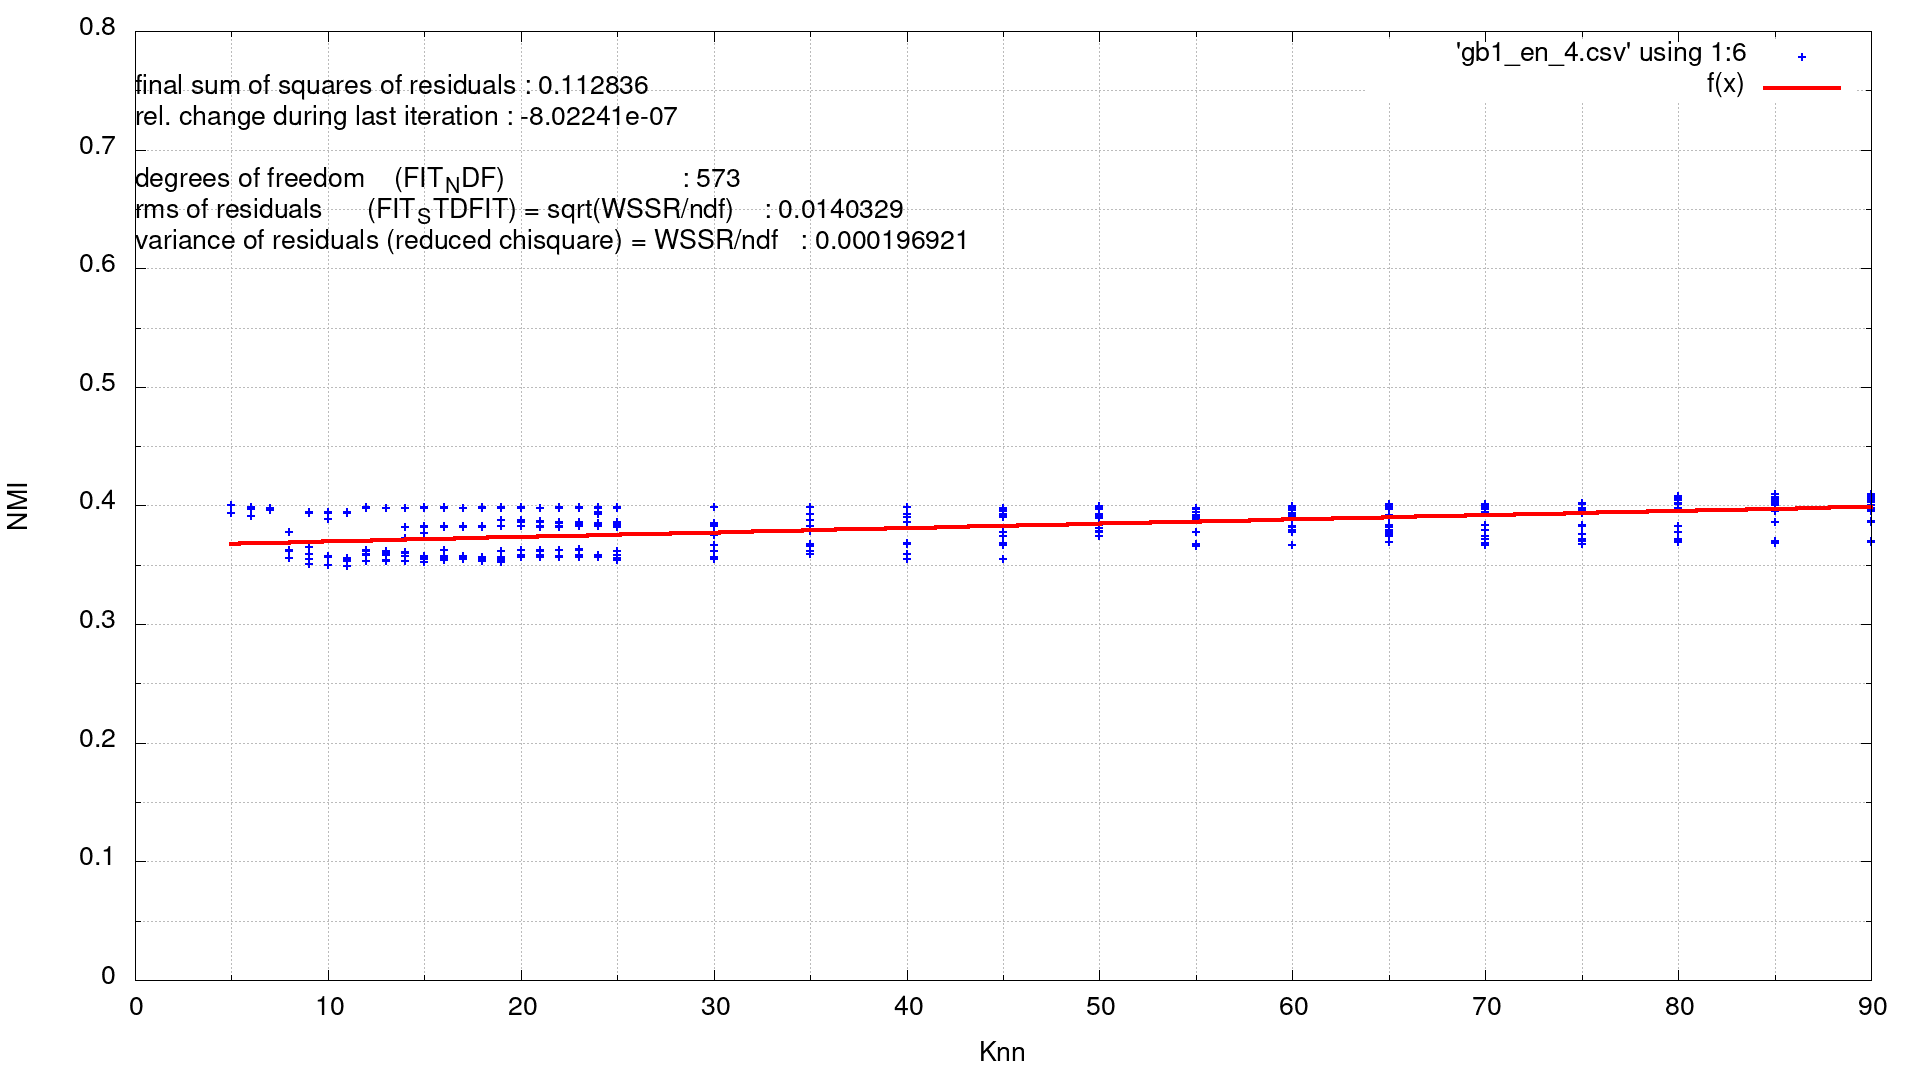 'gb1_en_4.csv' using 1:6
f(x)
final sum of squares of residuals : 0.112836
rel. change during last iteration : -8.02241e-07
degrees of freedom (FIT_NDF) : 573
rms of residuals (FIT_STDFIT) = sqrt(WSSR/ndf) : 0.0140329
variance of residuals (reduced chisquare) = WSSR/ndf : 0.000196921
0.8
0.7
0.6
0.5
0.4
0.3
0.2
0.1
0
NMI
0 10 20 30 40 50 60 70 80 90
Knn